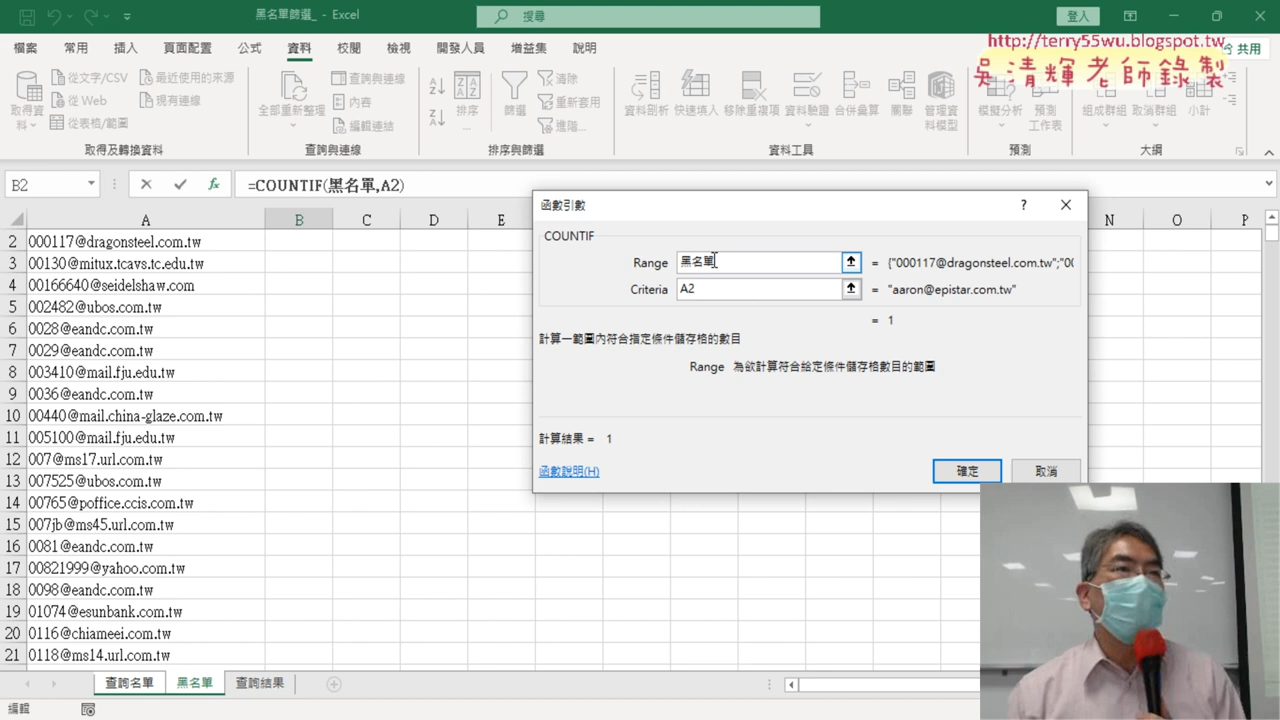 黑名單篩選_ - Excel
搜尋
登入
檔案 常用 插入 頁面配置 公式 資料 校閱 檢視 開發人員 增益集 說明
共用
http://terry55wu.blogspot.tw
吳清輝老師錄製
取得資料
從文字/CSV
從 Web
從表格/範圍
最近使用的來源
現有連線
取得及轉換資料
全部重新整理
查詢與連線
內容
編輯連結
查詢與連線
排序...
篩選
清除
重新套用
進階...
排序與篩選
資料剖析 快速填入 移除重複項 資料驗證 合併彙算 關聯 管理資料模型
資料工具
模擬分析 預測工作表
預測
組成群組 取消群組 小計
大綱
B2
=COUNTIF(黑名單,A2)
A B C D E N O P
2 000117@dragonsteel.com.tw
3 00130@mitux.tcavs.tc.edu.tw
4 00166640@seidelshaw.com
5 002482@ubos.com.tw
6 0028@eandc.com.tw
7 0029@eandc.com.tw
8 003410@mail.fju.edu.tw
9 0036@eandc.com.tw
10 00440@mail.china-glaze.com.tw
11 005100@mail.fju.edu.tw
12 007@ms17.url.com.tw
13 007525@ubos.com.tw
14 00765@poffice.ccis.com.tw
15 007jb@ms45.url.com.tw
16 0081@eandc.com.tw
17 00821999@yahoo.com.tw
18 0098@eandc.com.tw
19 01074@esunbank.com.tw
20 0116@chiameei.com.tw
21 0118@ms14.url.com.tw
函數引數
?
COUNTIF
Range 黑名單 = {"000117@dragonsteel.com.tw";"0(
Criteria A2 = "aaron@epistar.com.tw"
= 1
計算一範圍內符合指定條件儲存格的數目
Range 為欲計算符合給定條件儲存格數目的範圍
計算結果 = 1
函數說明(H)
確定 取消
查詢名單 黑名單 查詢結果
編輯